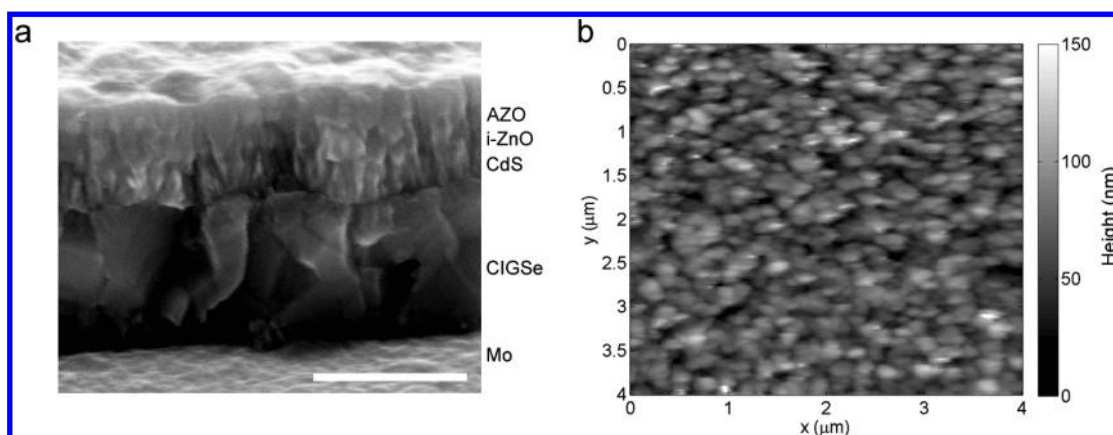 a
AZO
i-ZnO
CdS
CIGSe
Mo
b
0
0.5
1
1.5
2
2.5
3
3.5
4
y (μm)
0 1 2 3 4
x (μm)
150
100
50
0
Height (nm)